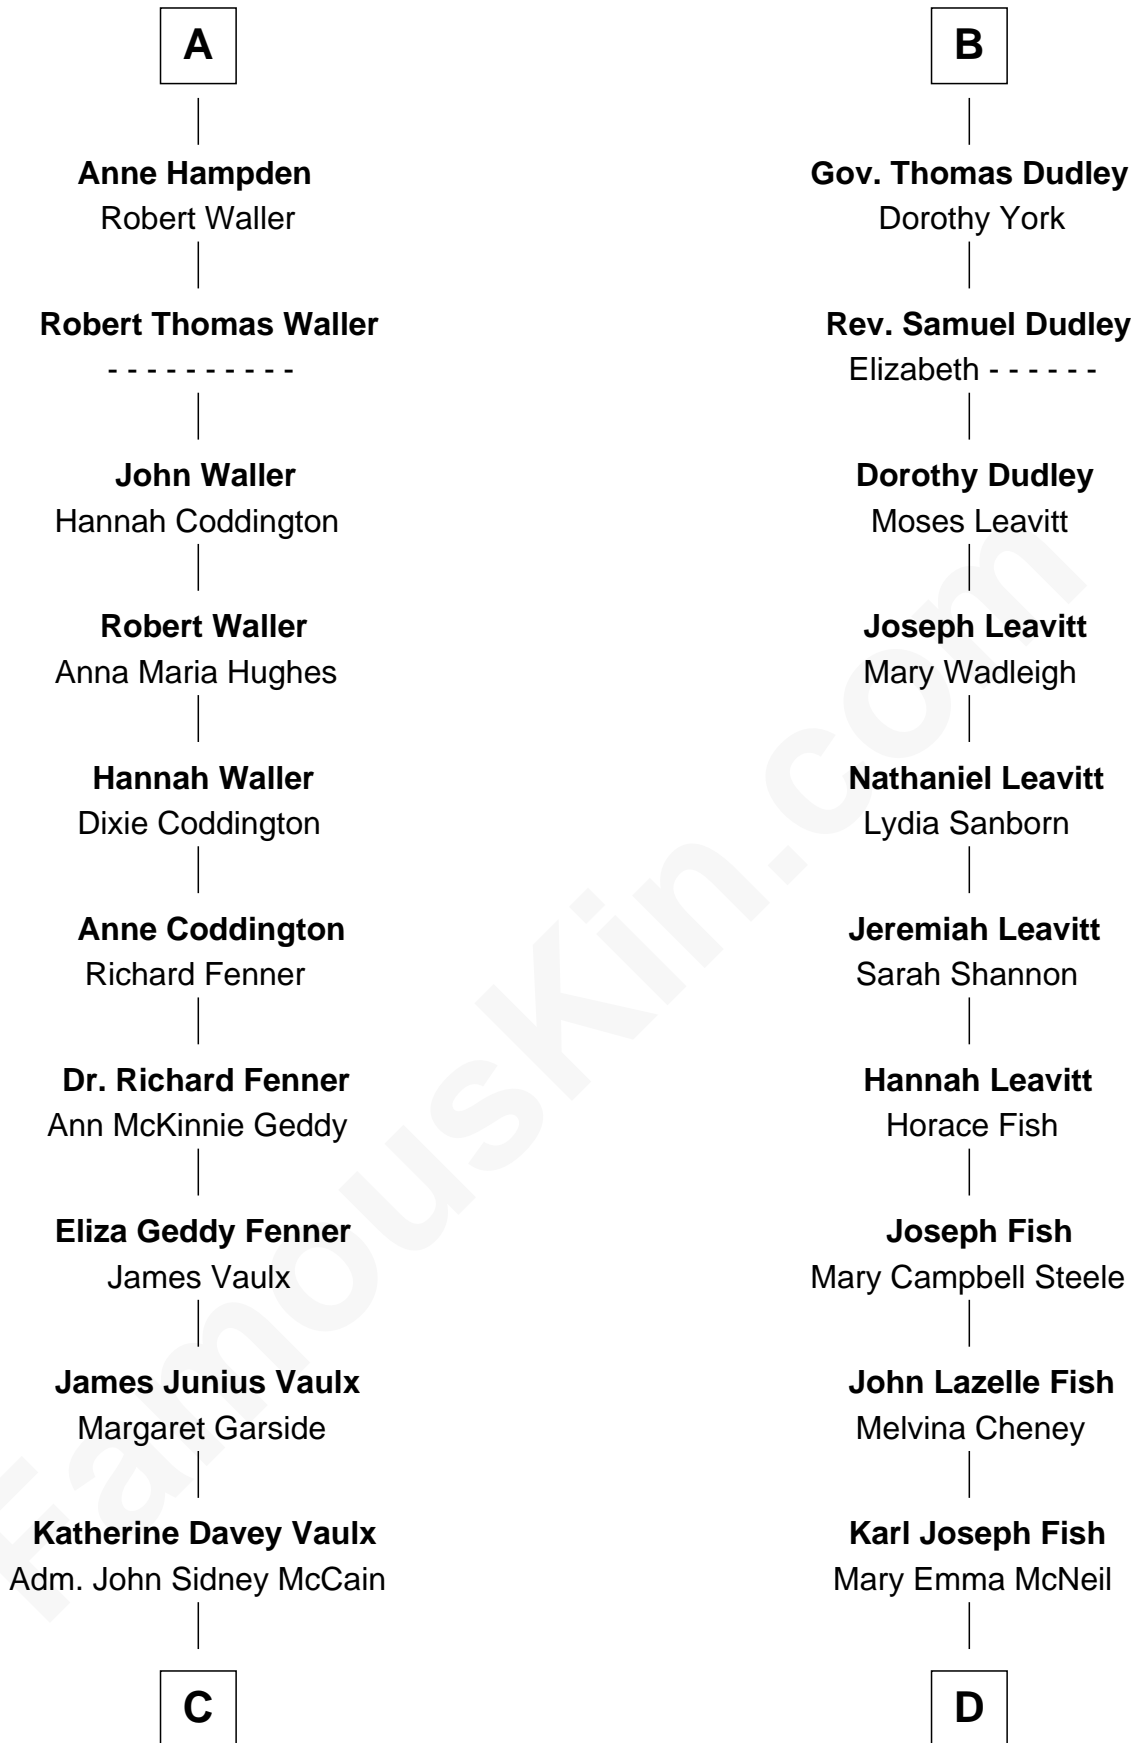 A
Anne Hampden
Robert Waller
Robert Thomas Waller
- - - - - - - - - -
John Waller
Hannah Coddington
Robert Waller
Anna Maria Hughes
Hannah Waller
Dixie Coddington
Anne Coddington
Richard Fenner
Dr. Richard Fenner
Ann McKinnie Geddy
Eliza Geddy Fenner
James Vaulx
James Junius Vaulx
Margaret Garside
Katherine Davey Vaulx
Adm. John Sidney McCain
C
B
Gov. Thomas Dudley
Dorothy York
Rev. Samuel Dudley
Elizabeth - - - - - -
Dorothy Dudley
Moses Leavitt
Joseph Leavitt
Mary Wadleigh
Nathaniel Leavitt
Lydia Sanborn
Jeremiah Leavitt
Sarah Shannon
Hannah Leavitt
Horace Fish
Joseph Fish
Mary Campbell Steele
John Lazelle Fish
Melvina Cheney
Karl Joseph Fish
Mary Emma McNeil
D
FamousKin.com